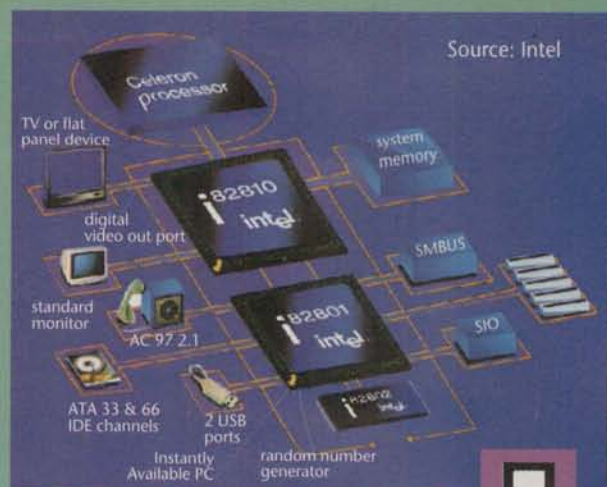 Source: Intel
Celeron
processor
TV or flat
panel device
system
memory
i82810
intel
digital
video out port
SMBUS
standard
monitor
AC 97 2.1
i82801
intel
SIO
ATA 33 & 66
IDE channels
2 USB
ports
i82802
intel
Instantly
Available PC
random number
generator